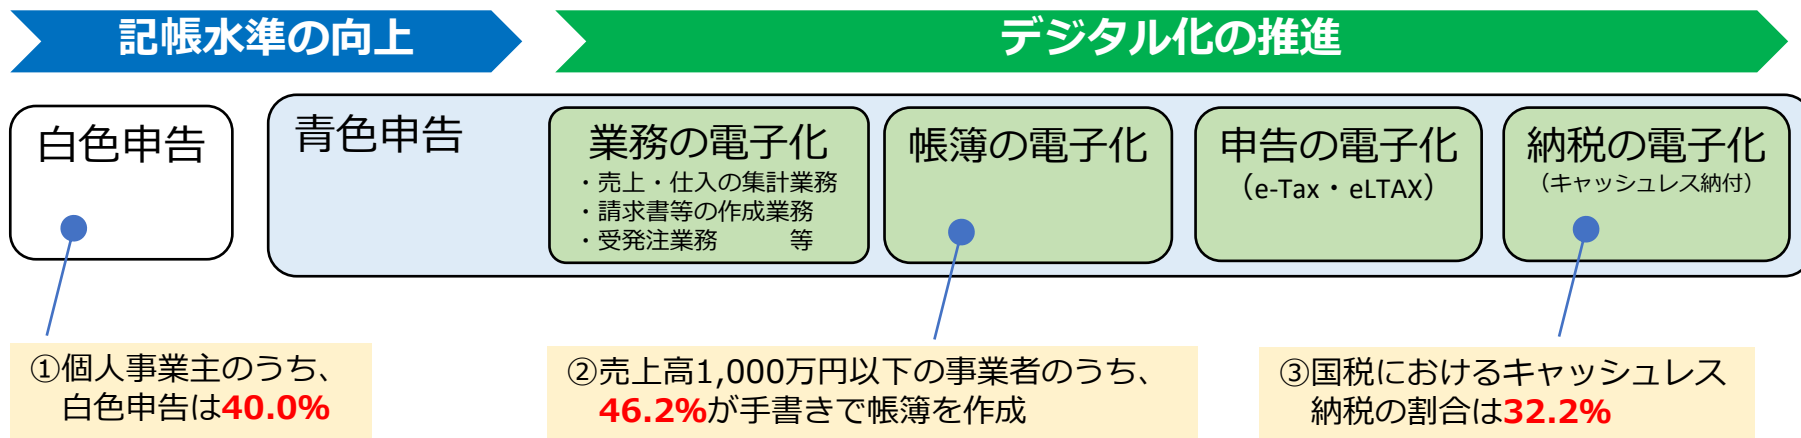 記帳水準の向上
デジタル化の推進
白色申告
青色申告
業務の電子化
・売上・仕入の集計業務
・請求書等の作成業務
・受発注業務　　　等
帳簿の電子化
申告の電子化
（e-Tax・eLTAX）
納税の電子化
（キャッシュレス納付）
①個人事業主のうち、
白色申告は40.0%
②売上高1,000万円以下の事業者のうち、
46.2%が手書きで帳簿を作成
③国税におけるキャッシュレス
納税の割合は32.2%